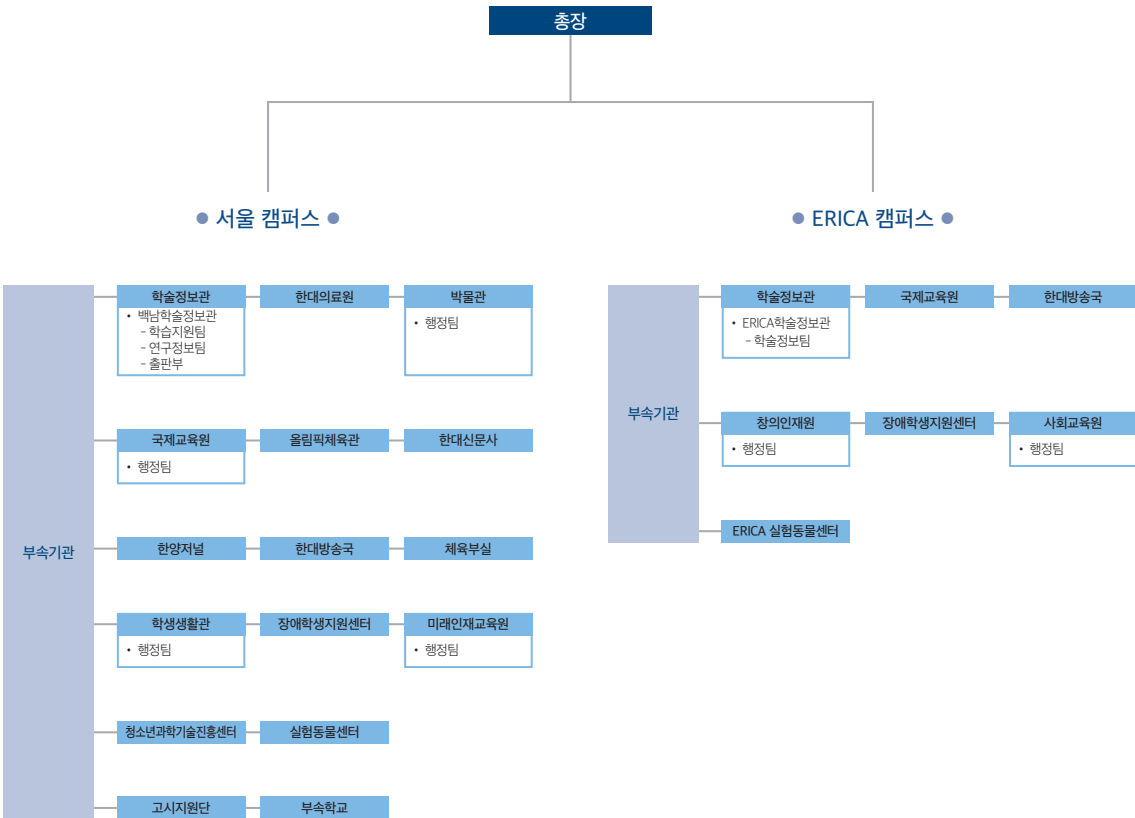 총장
● 서울 캠퍼스 ●
부속기관
학술정보관
• 백남학술정보관
- 학습지원팀
- 연구정보팀
- 출판부
한대의료원
박물관
• 행정팀
국제교육원
• 행정팀
올림픽체육관
한대신문사
한양저널
한대방송국
체육부실
학생생활관
• 행정팀
장애학생지원센터
미래인재교육원
• 행정팀
청소년과학기술진흥센터
실험동물센터
고시지원단
부속학교
● ERICA 캠퍼스 ●
부속기관
학술정보관
• ERICA학술정보관
- 학술정보팀
국제교육원
한대방송국
창의인재원
• 행정팀
장애학생지원센터
사회교육원
• 행정팀
ERICA 실험동물센터